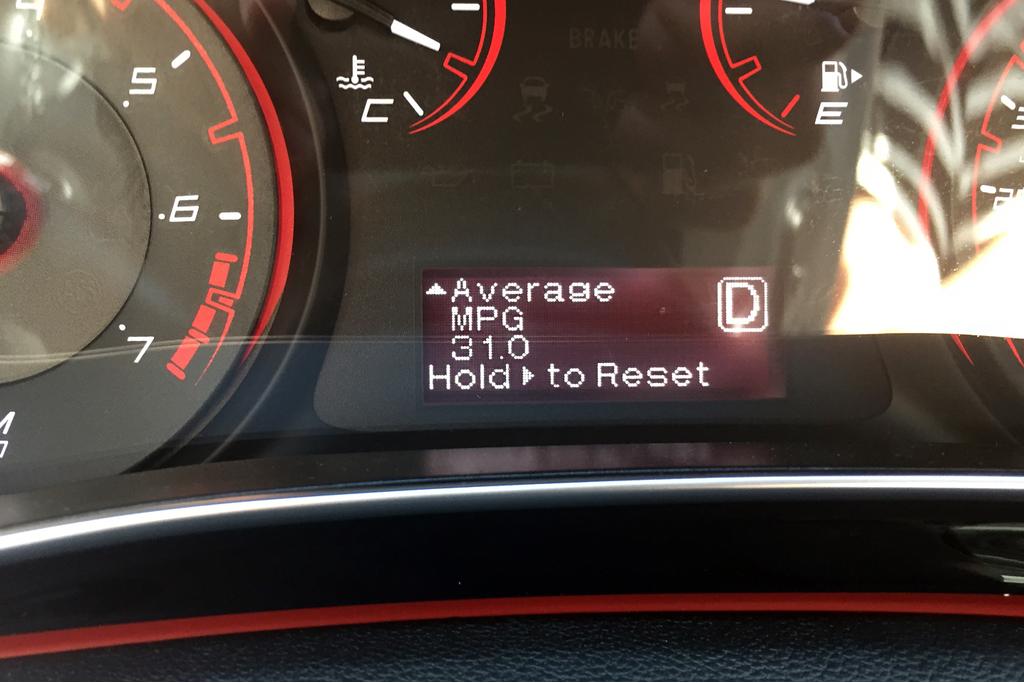 BRAKE
.5
C
E
.6
Average
MPG
31.0
Hold to Reset
D
7